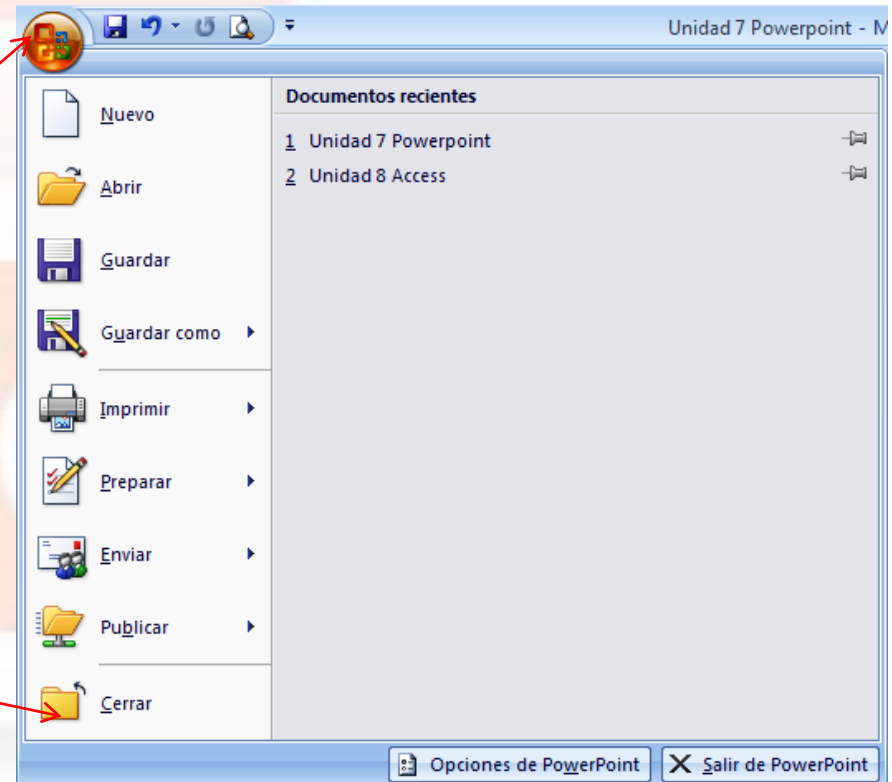 Unidad 7 Powerpoint - M
Nuevo
Abrir
Guardar
Guardar como
Imprimir
Preparar
Enviar
Publicar
Cerrar
Documentos recientes
1 Unidad 7 Powerpoint
2 Unidad 8 Access
Opciones de PowerPoint
Salir de PowerPoint